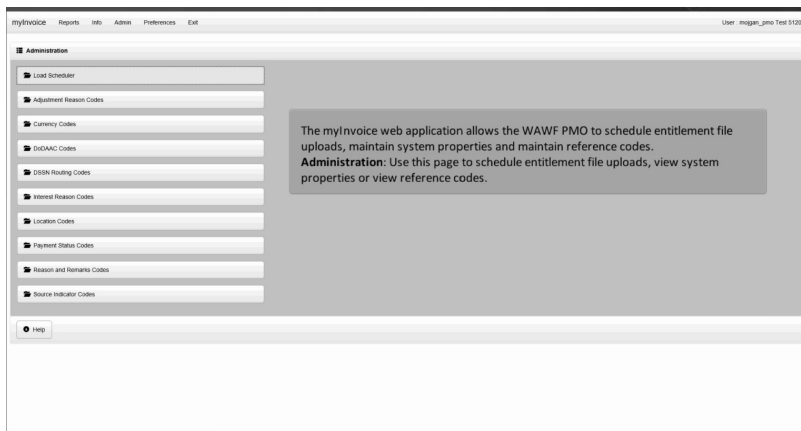 myInvoice Reports Info Admin Preferences Exit User : mojgan_pmo Test 5120
Administration
Load Scheduler
Adjustment Reason Codes
Currency Codes
DoDAAC Codes
DSSN Routing Codes
Interest Reason Codes
Location Codes
Payment Status Codes
Reason and Remarks Codes
Source Indicator Codes
The myInvoice web application allows the WAWF PMO to schedule entitlement file
uploads, maintain system properties and maintain reference codes.
Administration: Use this page to schedule entitlement file uploads, view system
properties or view reference codes.
Help